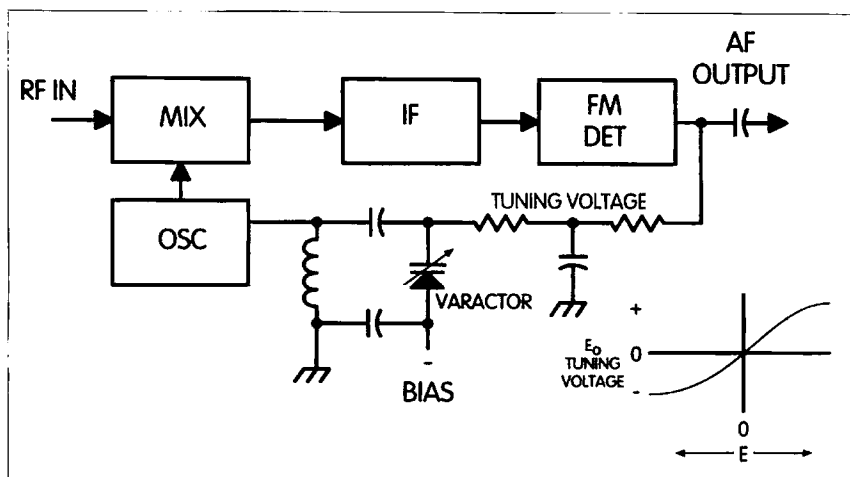 AF
OUTPUT
RF IN
MIX
IF
FM
DET
OSC
TUNING VOLTAGE
VARACTOR
-
BIAS
+
E₀
0
TUNING
VOLTAGE
-
0
E